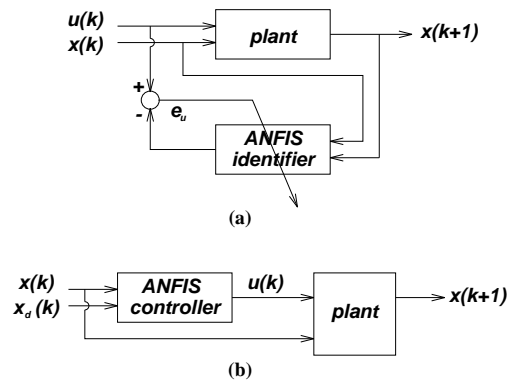 u(k)
x(k)
plant
x(k+1)
+
-
e_u
ANFIS
identifier
(a)
x(k)
x_d(k)
ANFIS
controller
u(k)
plant
x(k+1)
(b)